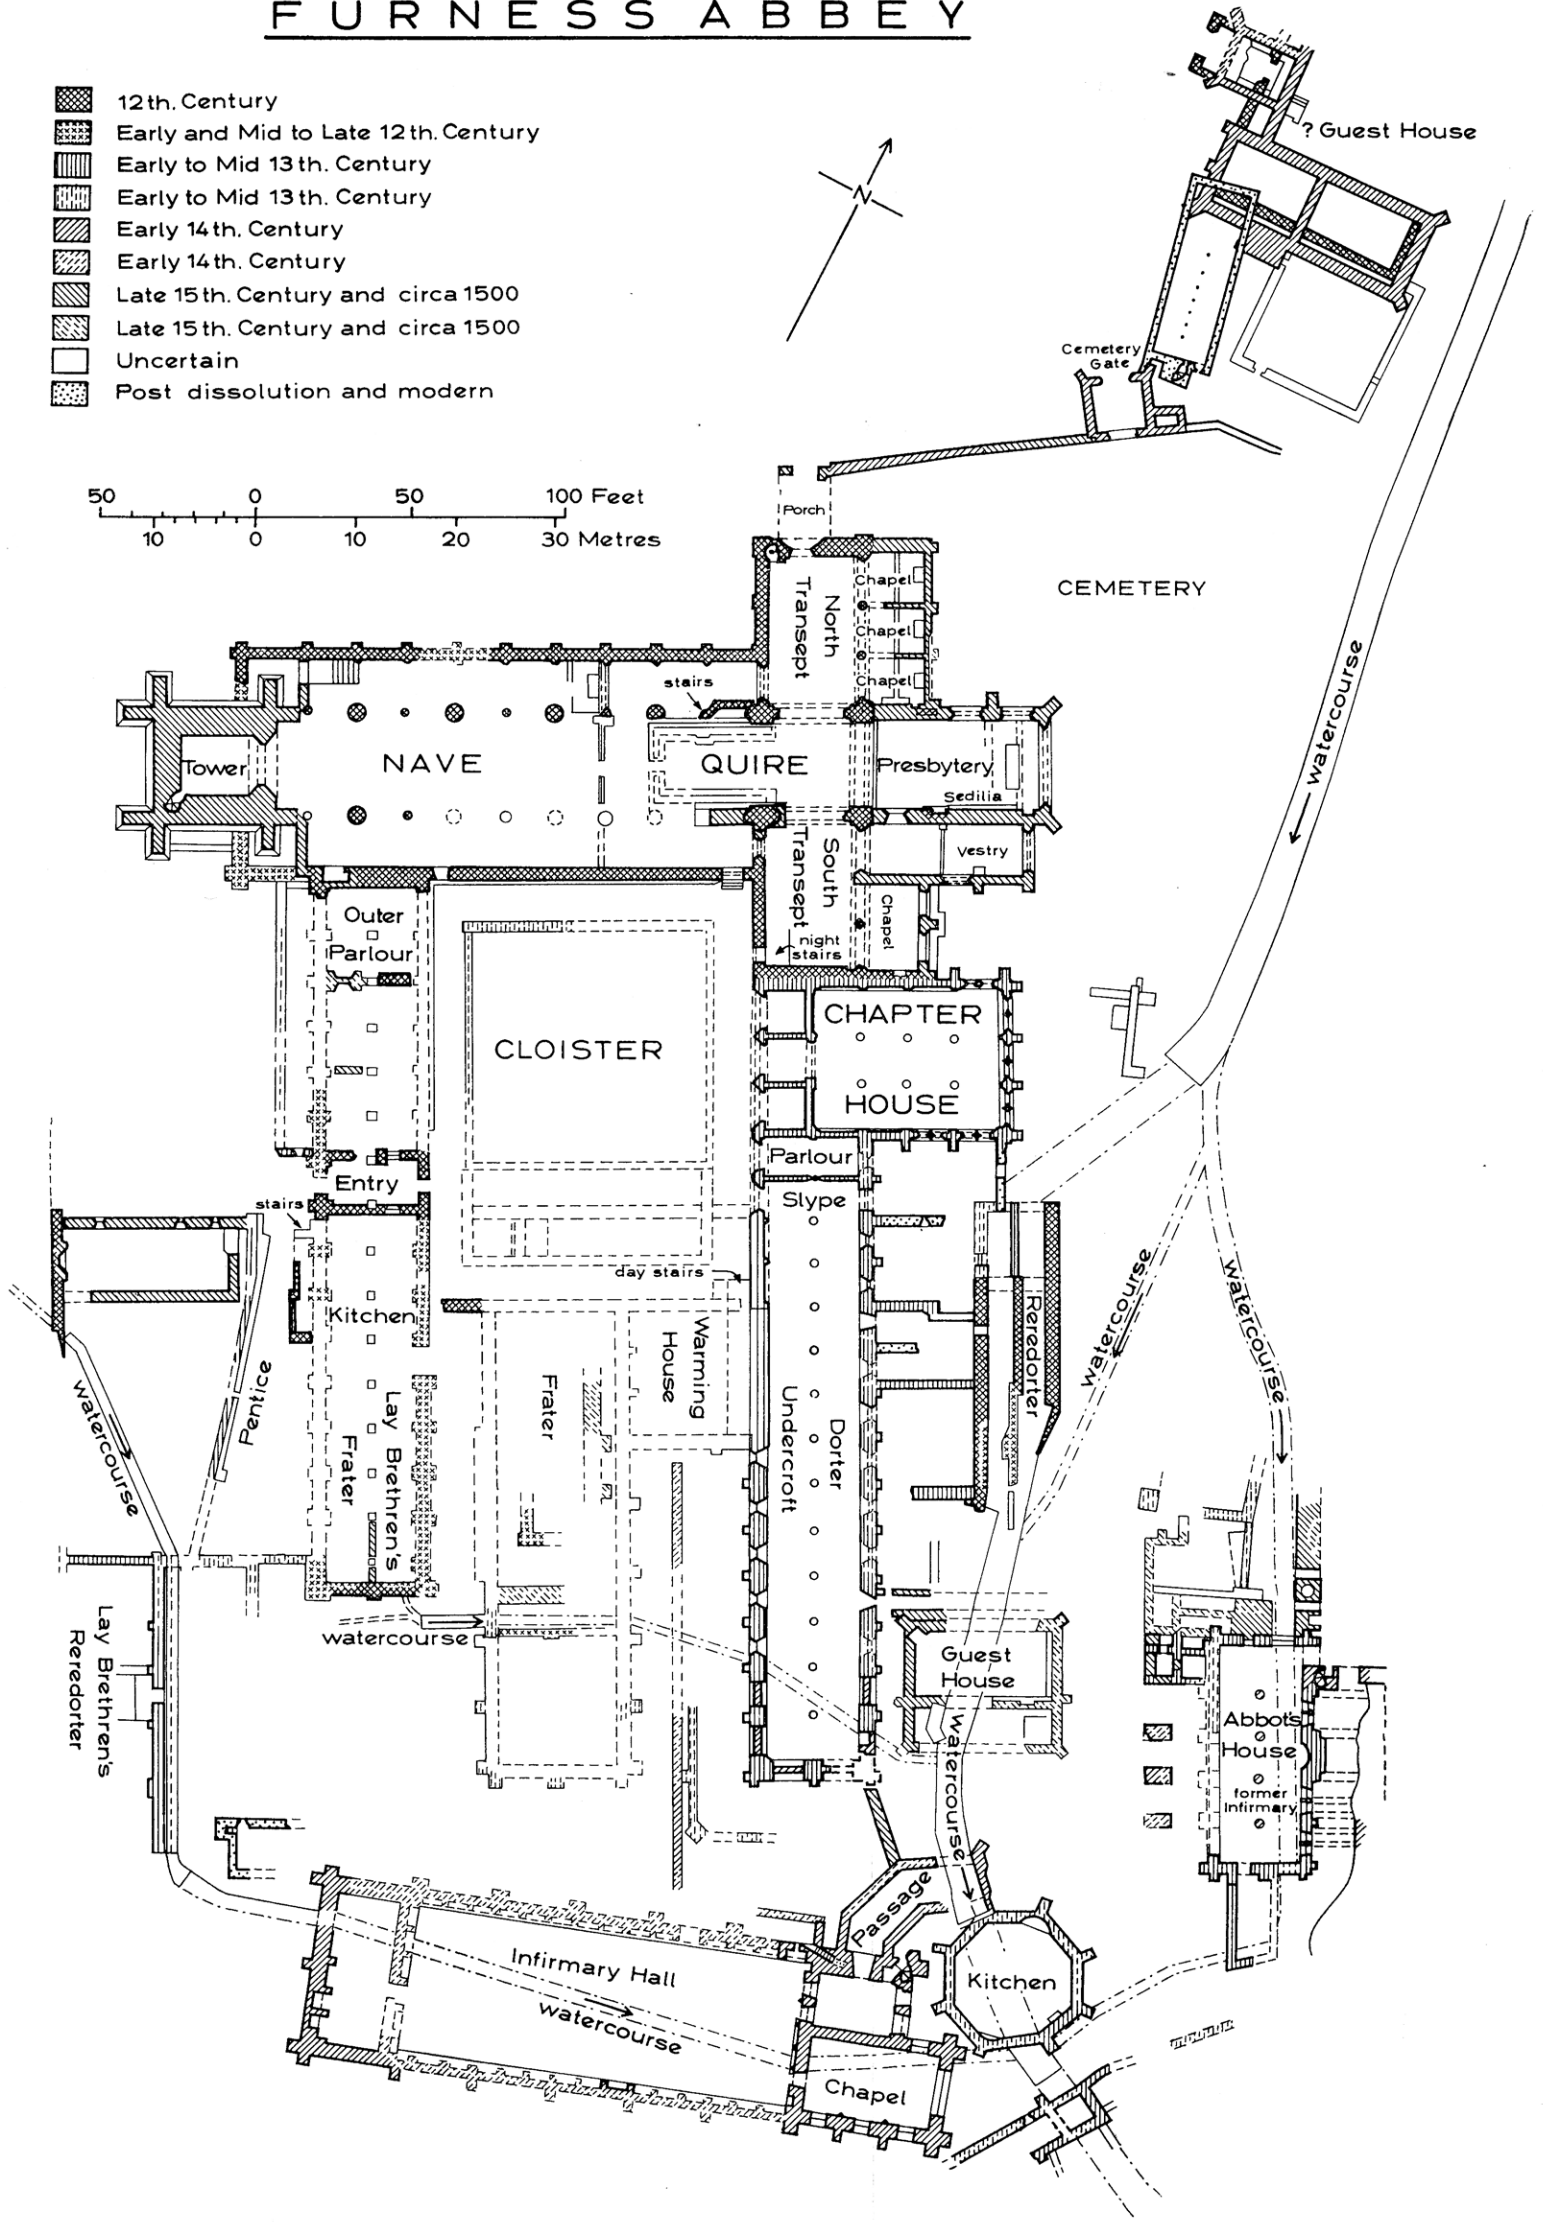 FURNESS ABBEY
12th. Century
Early and Mid to Late 12th. Century
Early to Mid 13th. Century
Early to Mid 13th. Century
Early 14th. Century
Early 14th. Century
Late 15th. Century and circa 1500
Late 15th. Century and circa 1500
Uncertain
Post dissolution and modern
N
? Guest House
Cemetery
Gate
50 0 50 100 Feet
10 0 10 20 30 Metres
Porch
CEMETERY
North
Transept
Chapel
Chapel
Chapel
stairs
Tower
NAVE
QUIRE
Presbytery
Sedilia
Vestry
South
Transept
Chapel
night
stairs
watercourse
Outer
Parlour
CLOISTER
CHAPTER
HOUSE
Parlour
Slype
Entry
stairs
day stairs
Kitchen
Warming
House
Reredorter
watercourse
watercourse
watercourse
Pentice
Lay Brethren's
Frater
Frater
Dorter
Undercroft
watercourse
Guest
House
watercourse
Lay Brethren's
Reredorter
Abbot's
House
former
Infirmary
Passage
Infirmary Hall
watercourse
Kitchen
Chapel